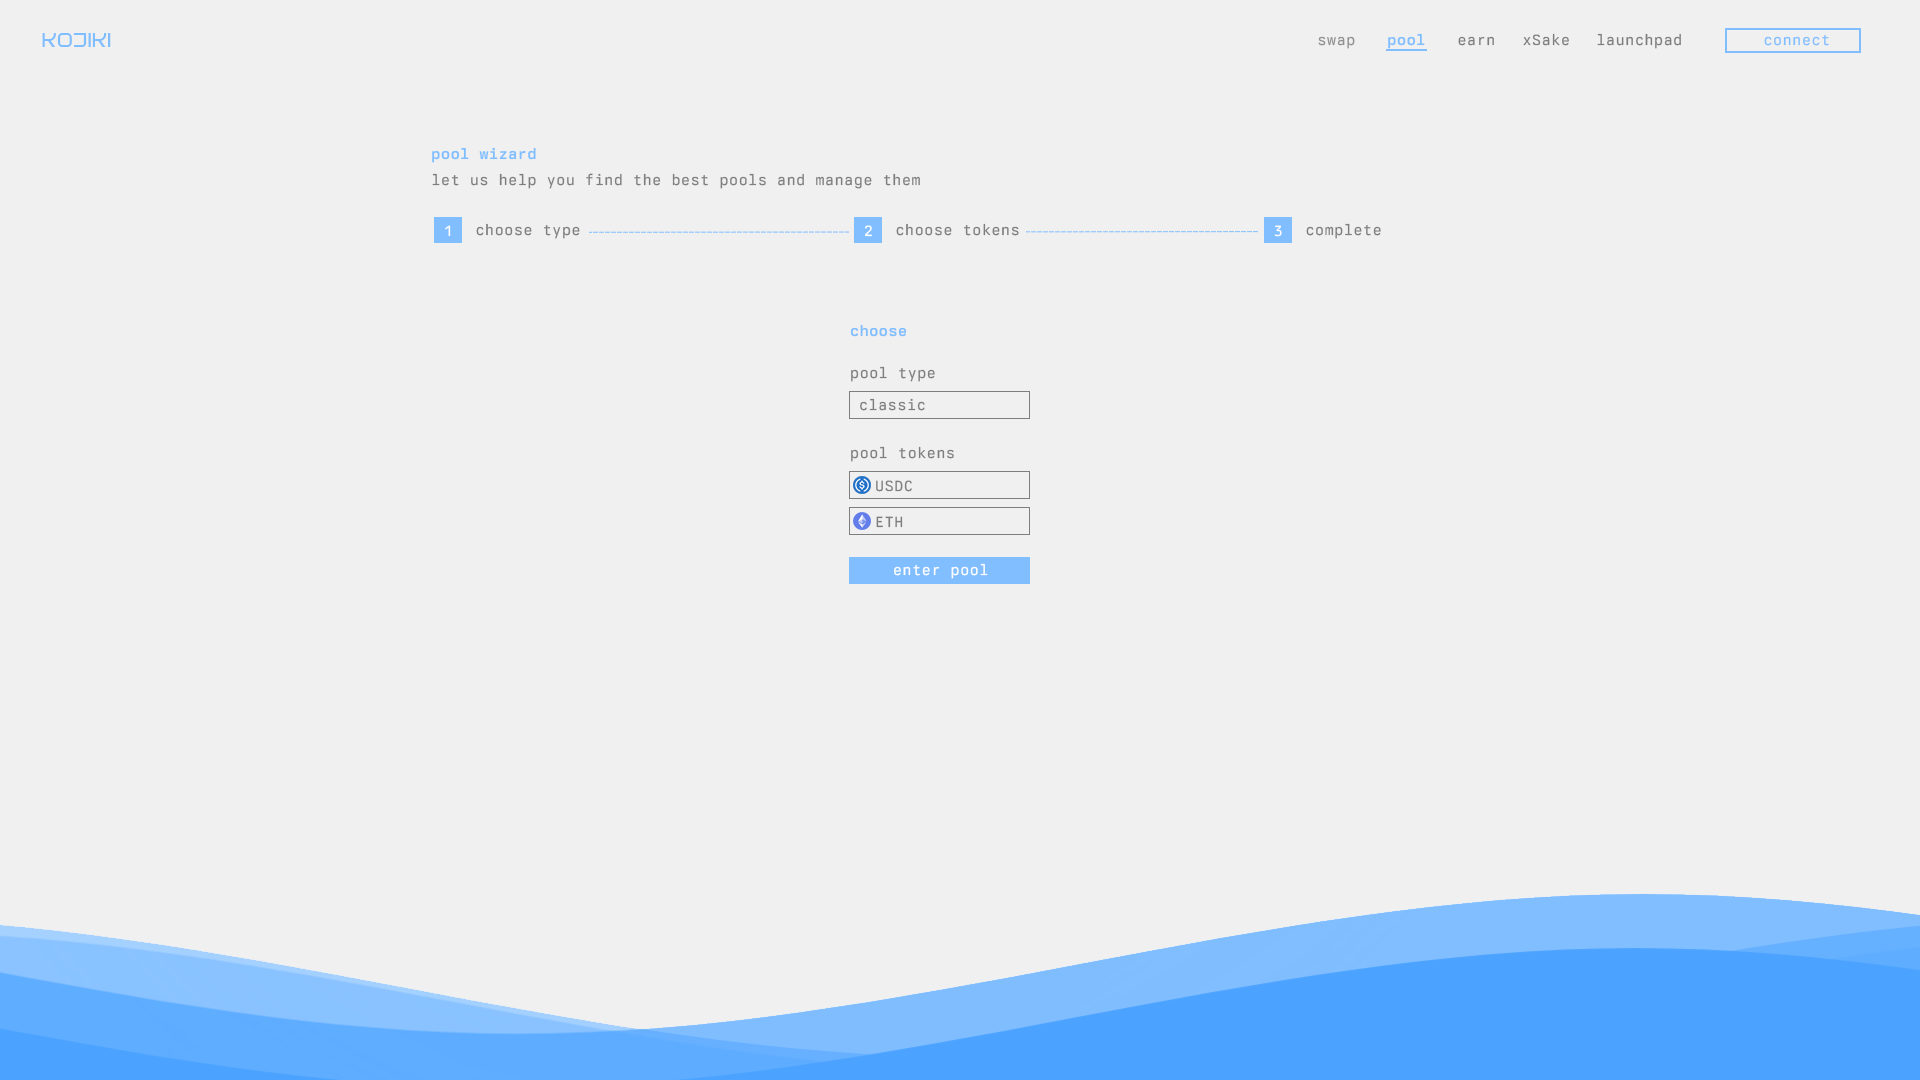 KOJIKI
swap pool earn xSake launchpad connect
pool wizard
let us help you find the best pools and manage them
1 choose type 2 choose tokens 3 complete
choose
pool type
classic
pool tokens
USDC
ETH
enter pool